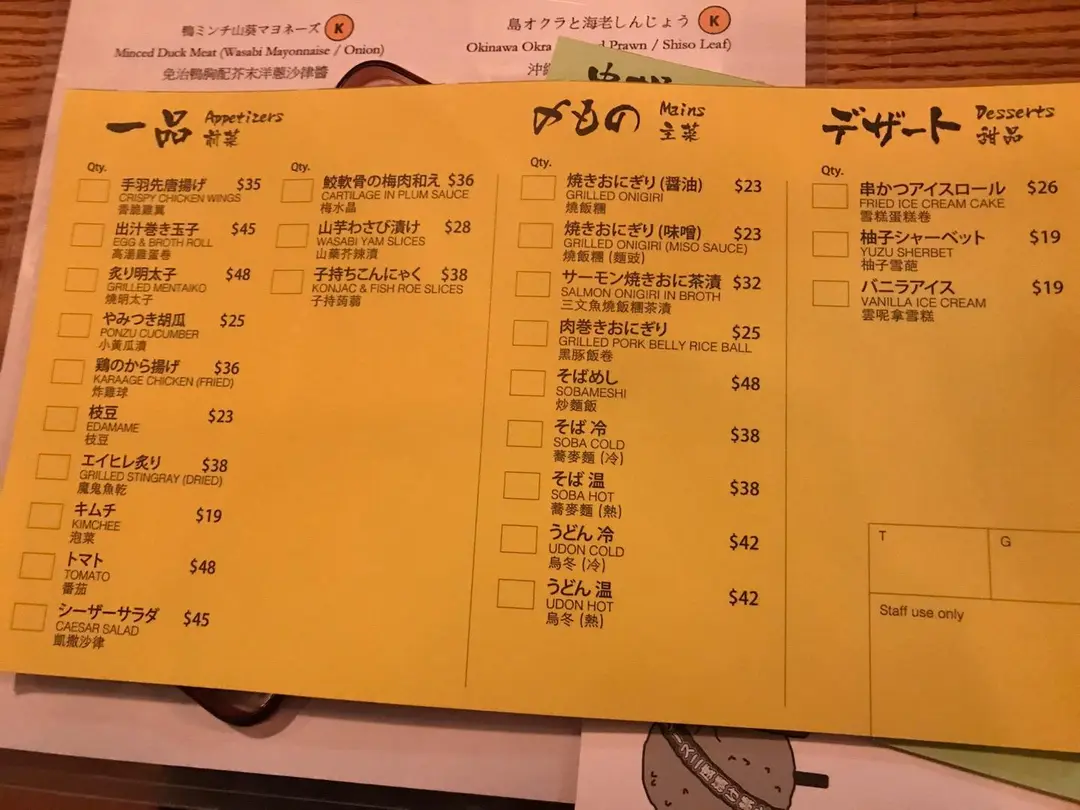 鴨ミンチ山葵マヨネーズ K
Minced Duck Meat (Wasabi Mayonnaise / Onion)
免治鴨胸配芥末洋蔥沙律醬
島オクラと海老しんじょう K
Okinawa Okra Prawn / Shiso Leaf)
沖
一品 Appetizers
前菜
Qty.
手羽先唐揚げ $35
CRISPY CHICKEN WINGS
香脆雞翼
出汁巻き玉子 $45
EGG & BROTH ROLL
高湯雞蛋卷
炙り明太子 $48
GRILLED MENTAIKO
燒明太子
やみつき胡瓜 $25
PONZU CUCUMBER
小黃瓜漬
鶏のから揚げ $36
KARAAGE CHICKEN (FRIED)
炸雞球
枝豆 $23
EDAMAME
枝豆
エイヒレ炙り $38
GRILLED STINGRAY (DRIED)
魔鬼魚乾
キムチ $19
KIMCHEE
泡菜
トマト $48
TOMATO
番茄
シーザーサラダ $45
CAESAR SALAD
凱撒沙律
Qty.
鮫軟骨の梅肉和え $36
CARTILAGE IN PLUM SAUCE
梅水晶
山芋わさび漬け $28
WASABI YAM SLICES
山藥芥辣漬
子持ちこんにゃく $38
KONJAC & FISH ROE SLICES
子持蒟蒻
〆もの Mains
主菜
Qty.
焼きおにぎり (醤油) $23
GRILLED ONIGIRI
燒飯糰
焼きおにぎり (味噌) $23
GRILLED ONIGIRI (MISO SAUCE)
燒飯糰 (麵豉)
サーモン焼きおに茶漬 $32
SALMON ONIGIRI IN BROTH
三文魚燒飯糰茶漬
肉巻きおにぎり $25
GRILLED PORK BELLY RICE BALL
黑豚飯卷
そばめし $48
SOBAMESHI
炒麵飯
そば 冷 $38
SOBA COLD
蕎麥麵 (冷)
そば 温 $38
SOBA HOT
蕎麥麵 (熱)
うどん 冷 $42
UDON COLD
烏冬 (冷)
うどん 温 $42
UDON HOT
烏冬 (熱)
デザート Desserts
甜品
Qty.
串かつアイスロール $26
FRIED ICE CREAM CAKE
雪糕蛋糕卷
柚子シャーベット $19
YUZU SHERBET
柚子雪葩
バニラアイス $19
VANILLA ICE CREAM
雲呢拿雪糕
T
G
Staff use only